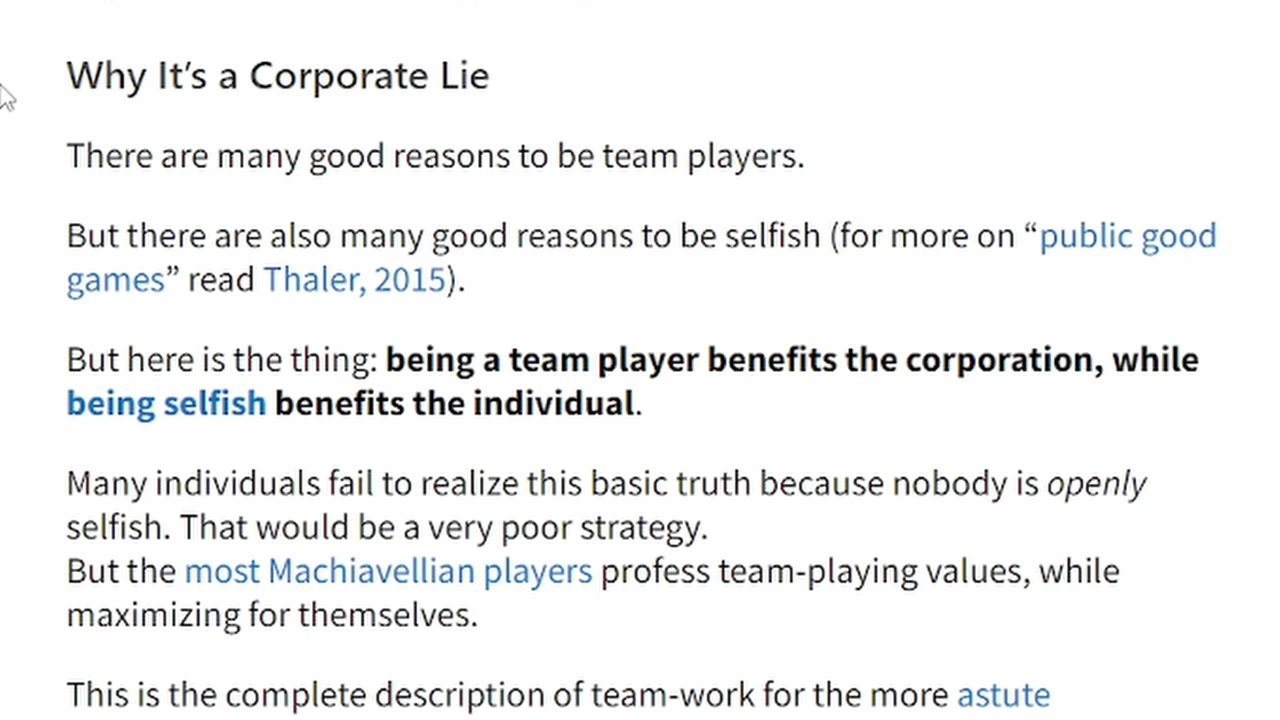 Why It's a Corporate Lie
There are many good reasons to be team players.
But there are also many good reasons to be selfish (for more on “public good
games” read Thaler, 2015).
But here is the thing: being a team player benefits the corporation, while
being selfish benefits the individual.
Many individuals fail to realize this basic truth because nobody is openly
selfish. That would be a very poor strategy.
But the most Machiavellian players profess team-playing values, while
maximizing for themselves.
This is the complete description of team-work for the more astute